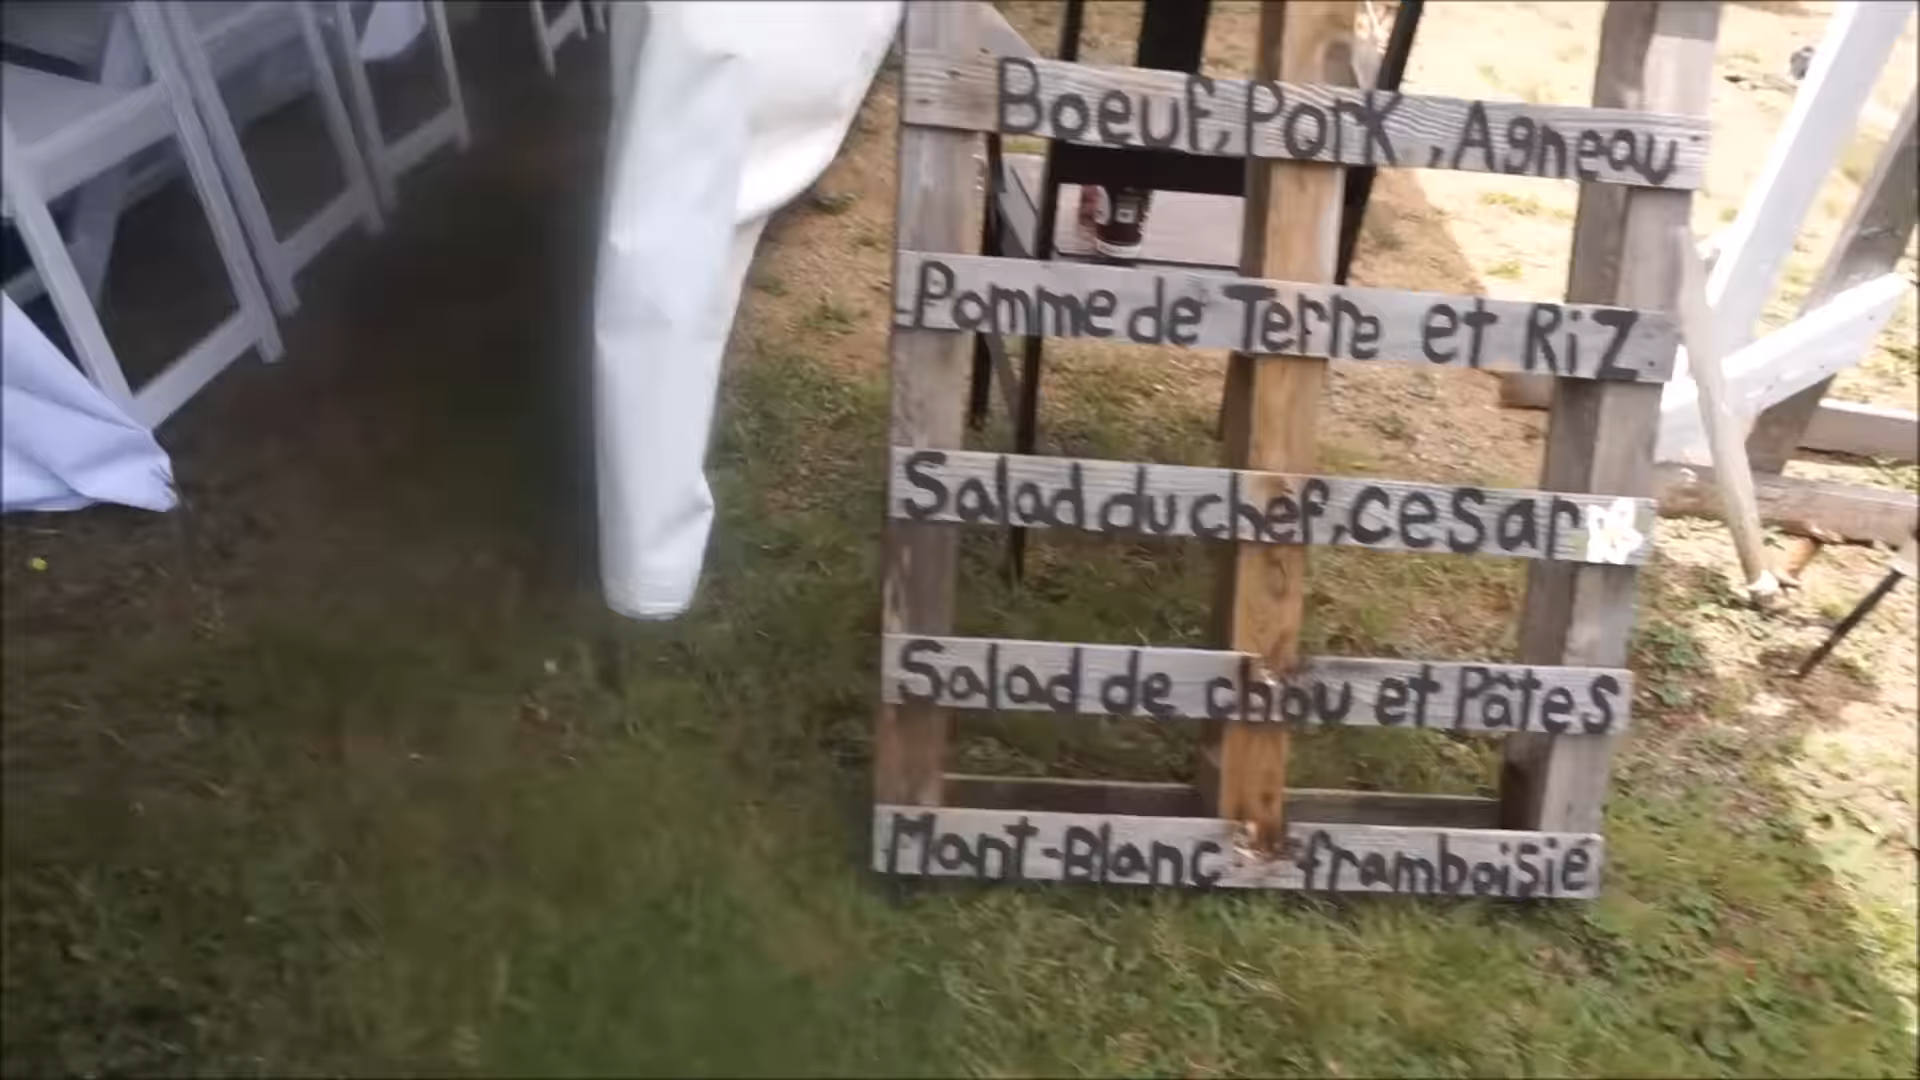 Boeuf, Pork, Agneau
Pomme de Terre et Riz
Salad du chef, cesar
Salad de chou et Pâtes
Mont-Blanc framboisié